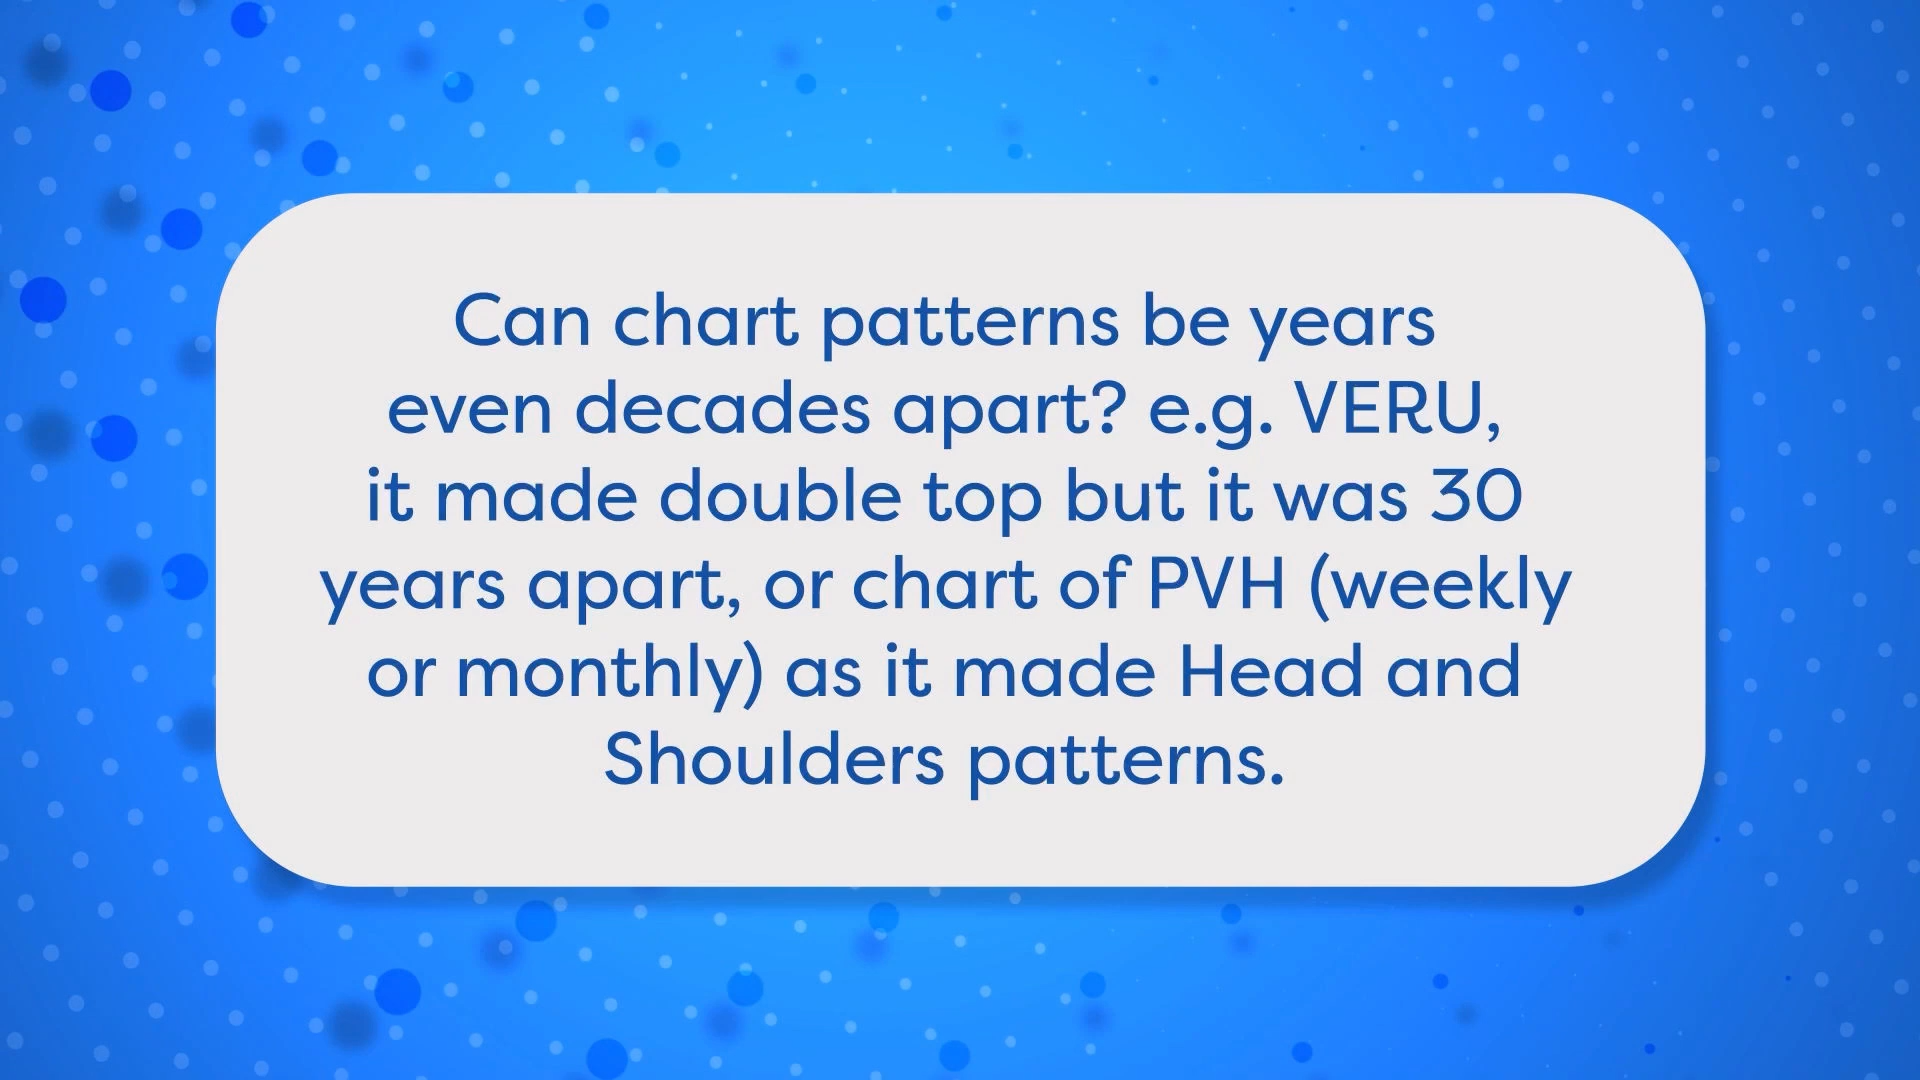 Can chart patterns be years
even decades apart? e.g. VERU,
it made double top but it was 30
years apart, or chart of PVH (weekly
or monthly) as it made Head and
Shoulders patterns.